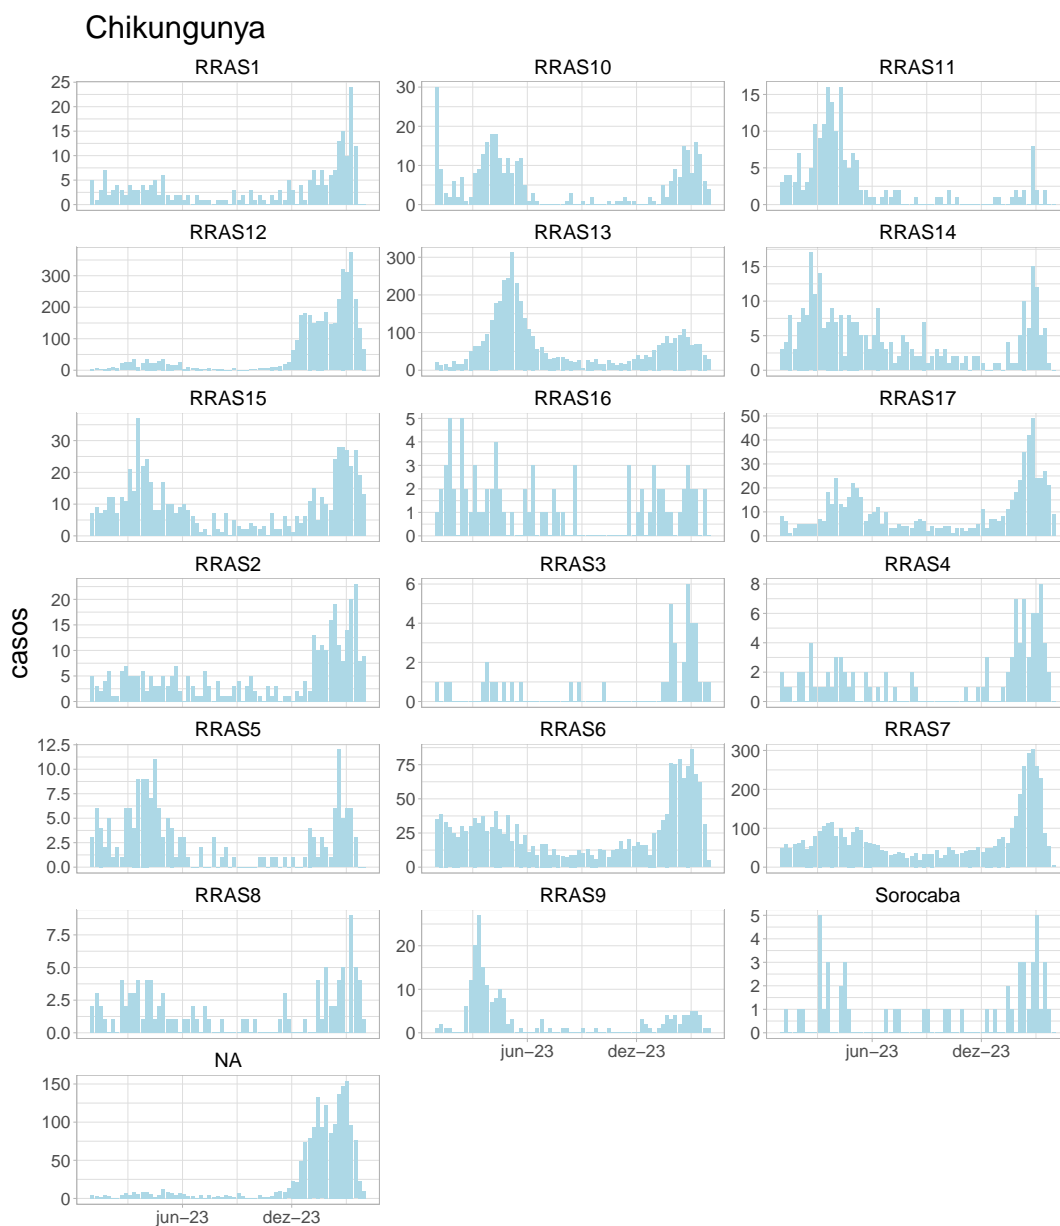 Chikungunya
RRAS1 RRAS10 RRAS11
25 20 15 10 5 0
30 20 10 0
15 10 5 0
RRAS12 RRAS13 RRAS14
300 200 100 0
300 200 100 0
15 10 5 0
RRAS15 RRAS16 RRAS17
30 20 10 0
5 4 3 2 1 0
50 40 30 20 10 0
RRAS2 RRAS3 RRAS4
20 15 10 5 0
6 4 2 0
8 6 4 2 0
casos
RRAS5 RRAS6 RRAS7
12.5 10.0 7.5 5.0 2.5 0.0
75 50 25 0
300 200 100 0
RRAS8 RRAS9 Sorocaba
7.5 5.0 2.5 0.0
20 10 0
5 4 3 2 1 0
jun−23 dez−23 jun−23 dez−23
NA
150 100 50 0
jun−23 dez−23